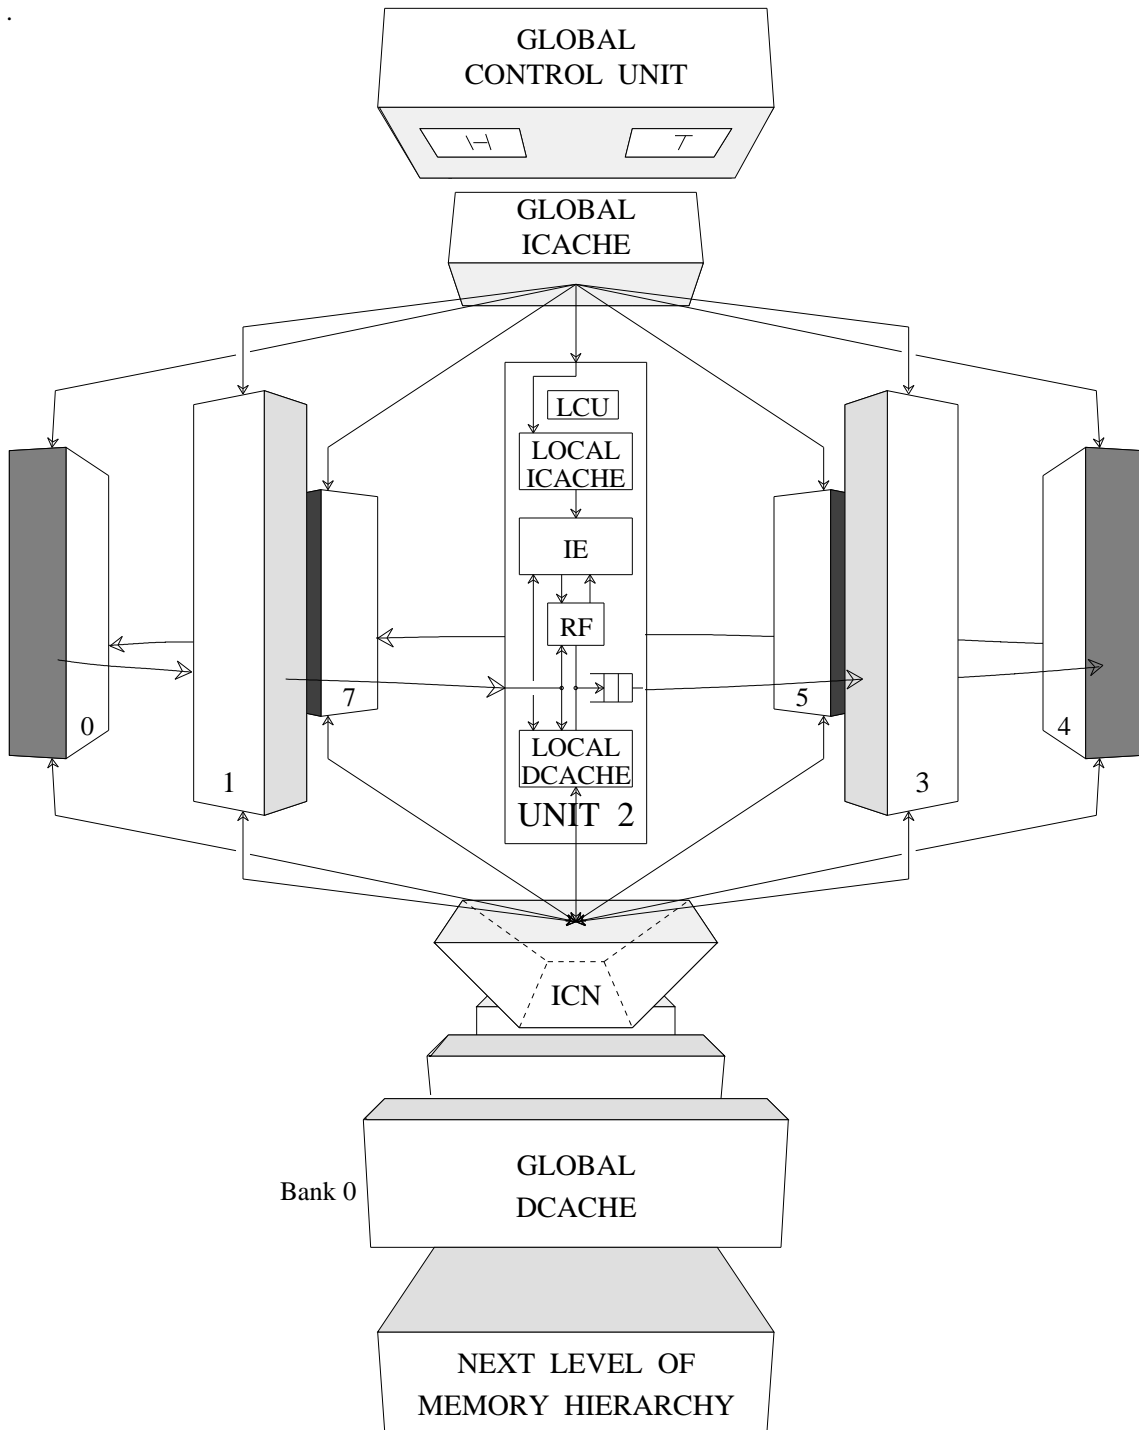 .
GLOBAL
CONTROL UNIT
H
T
GLOBAL
ICACHE
LCU
LOCAL
ICACHE
IE
RF
0
1
7
5
3
4
LOCAL
DCACHE
UNIT 2
ICN
GLOBAL
Bank 0
DCACHE
NEXT LEVEL OF
MEMORY HIERARCHY